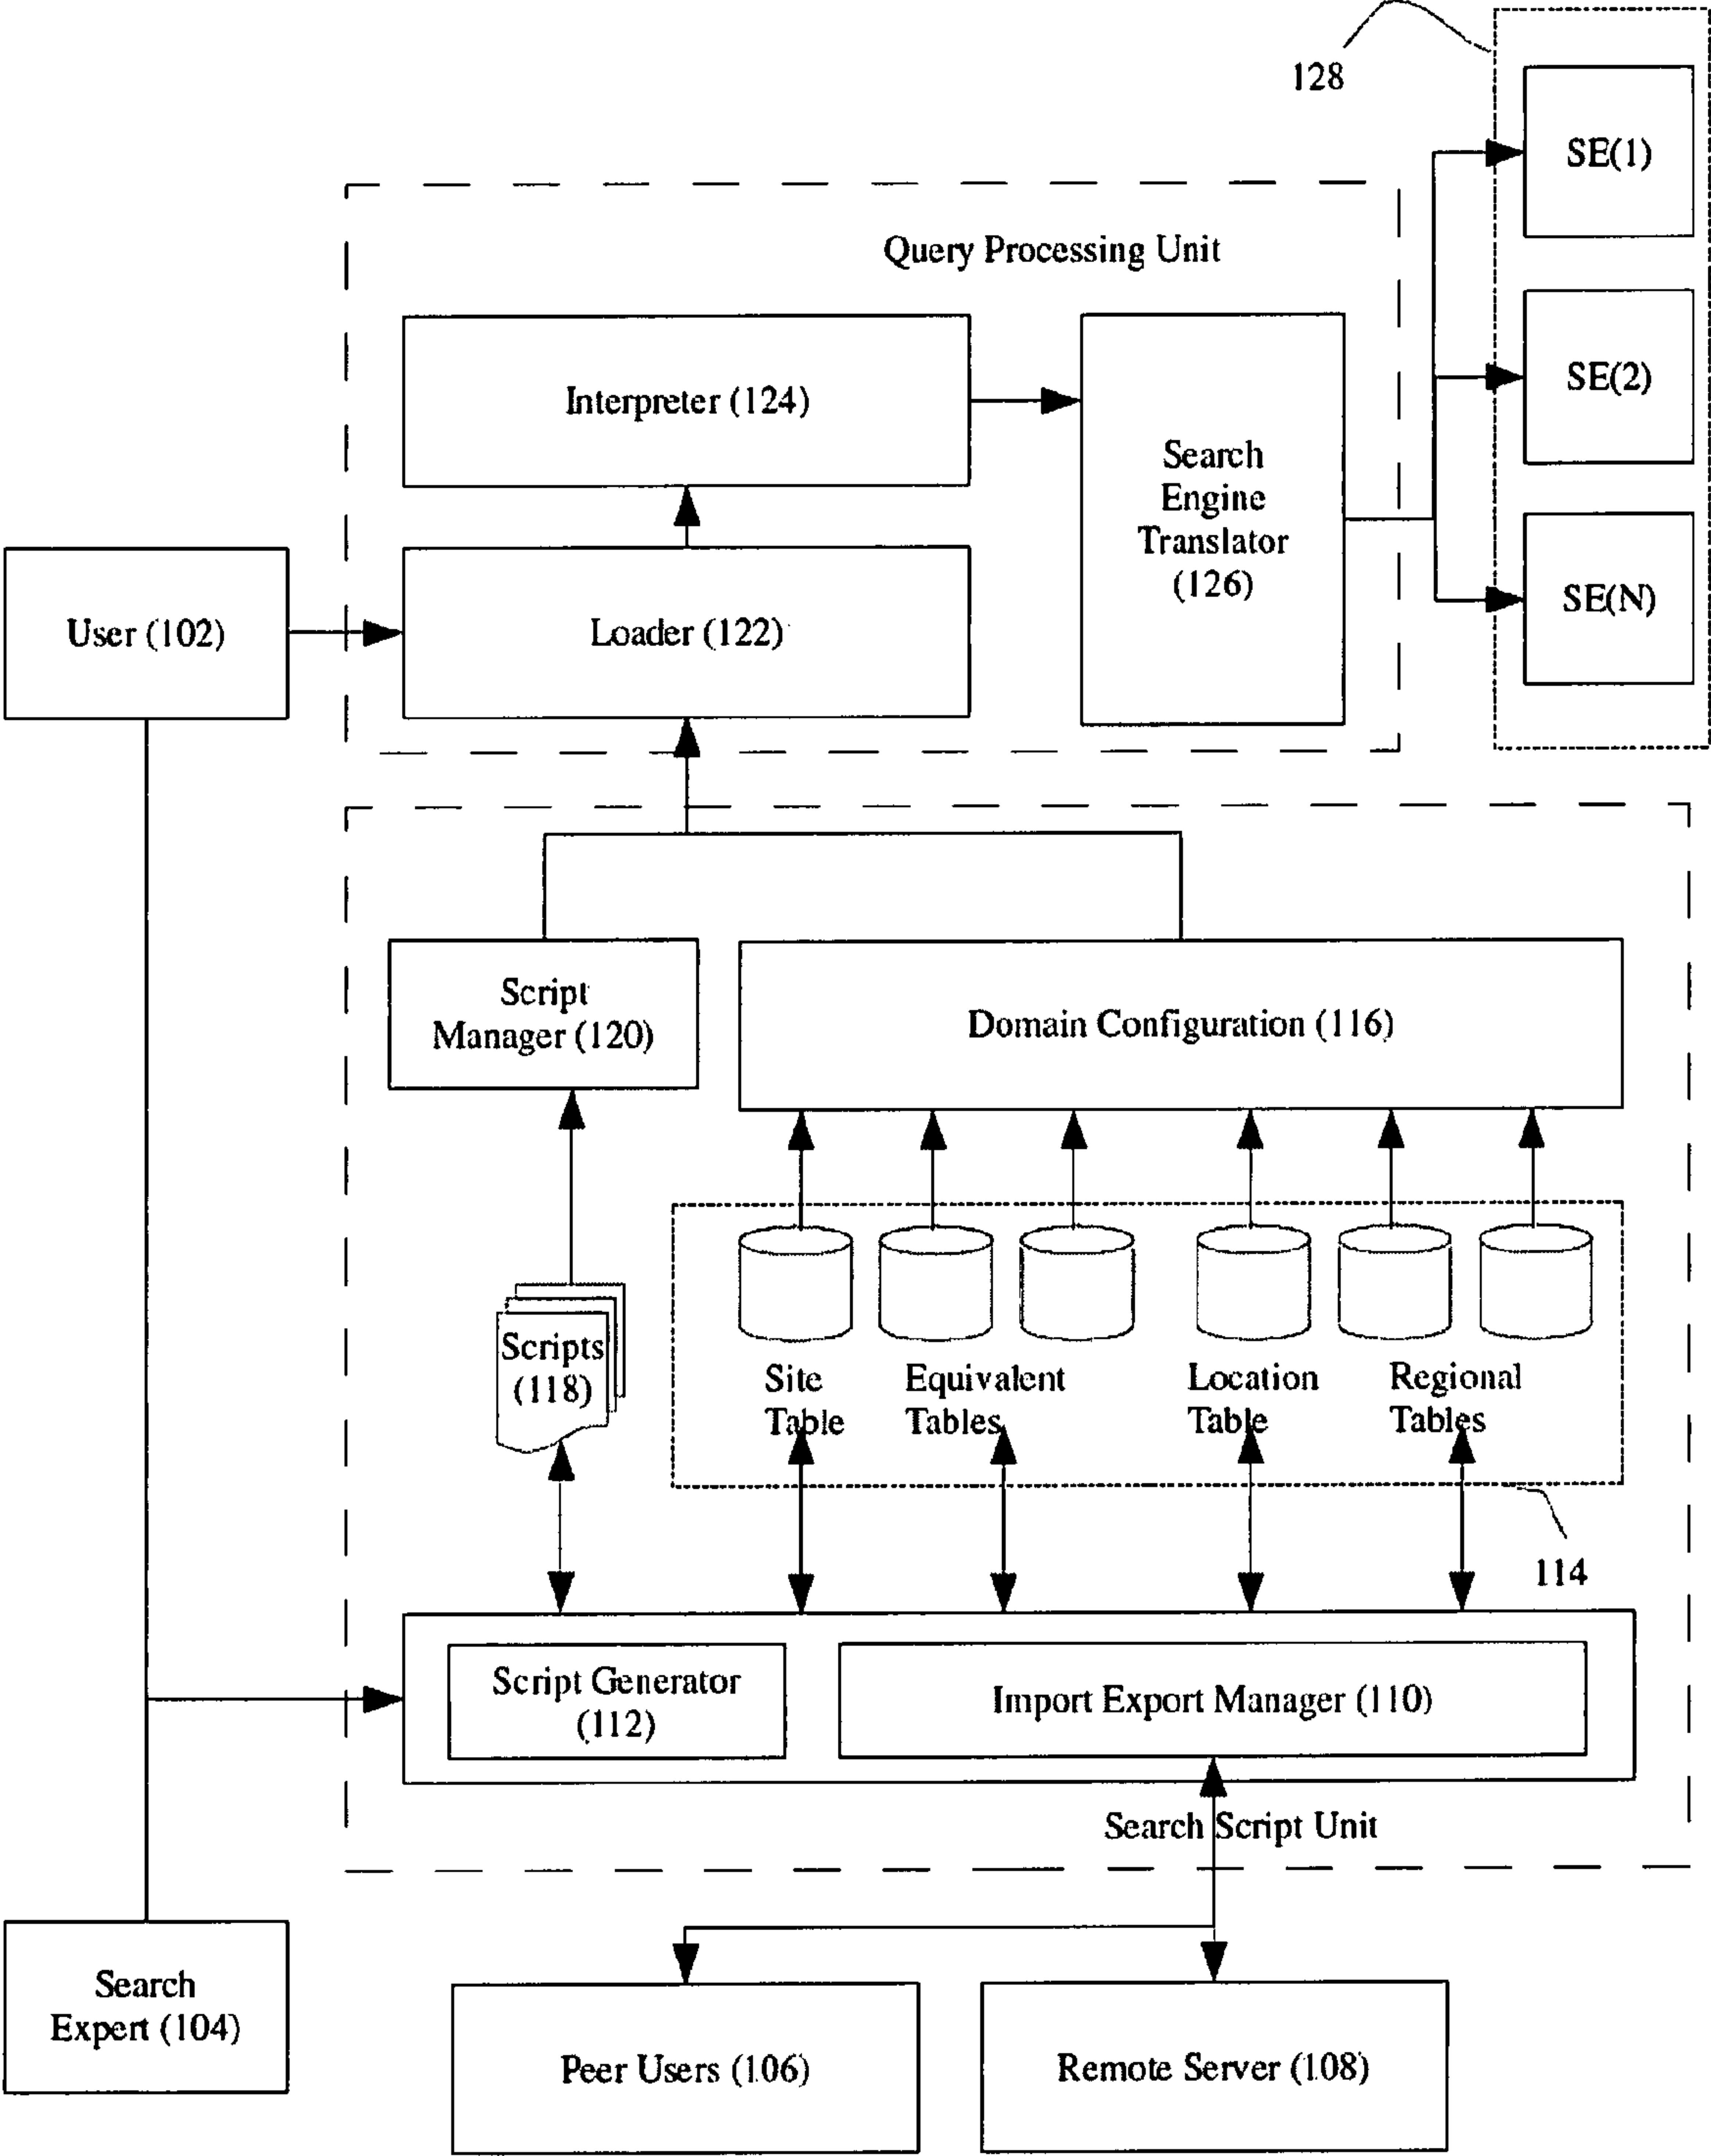 128
SE(1)
Query Processing Unit
Interpreter (124)
SE(2)
Search
Engine
Translator
(126)
SE(N)
User (102)
Loader (122)
Script
Manager (120)
Domain Configuration (116)
Scripts
(118)
Site
Table
Equivalent
Tables
Location
Table
Regional
Tables
114
Script Generator
(112)
Import Export Manager (110)
Search Script Unit
Search
Expert (104)
Peer Users (106)
Remote Server (108)